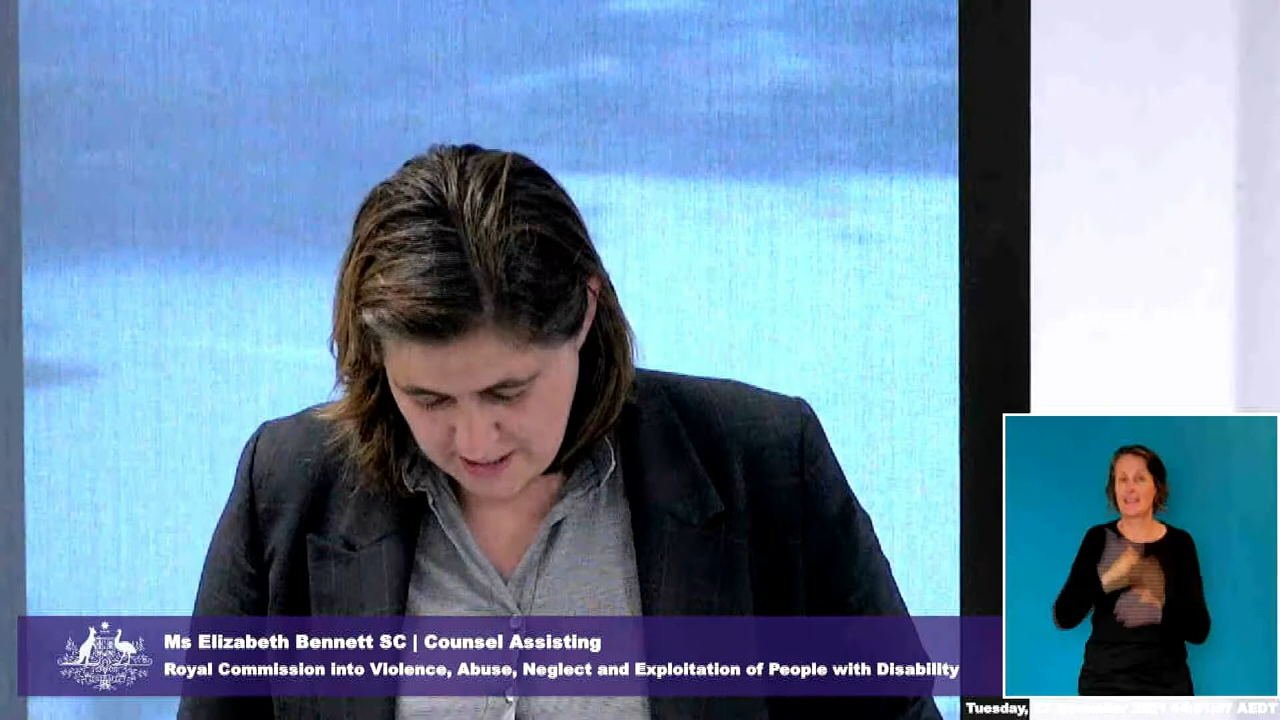 Ms Elizabeth Bennett SC | Counsel Assisting
Royal Commission into Violence, Abuse, Neglect and Exploitation of People with Disability
Tuesday, AEDT